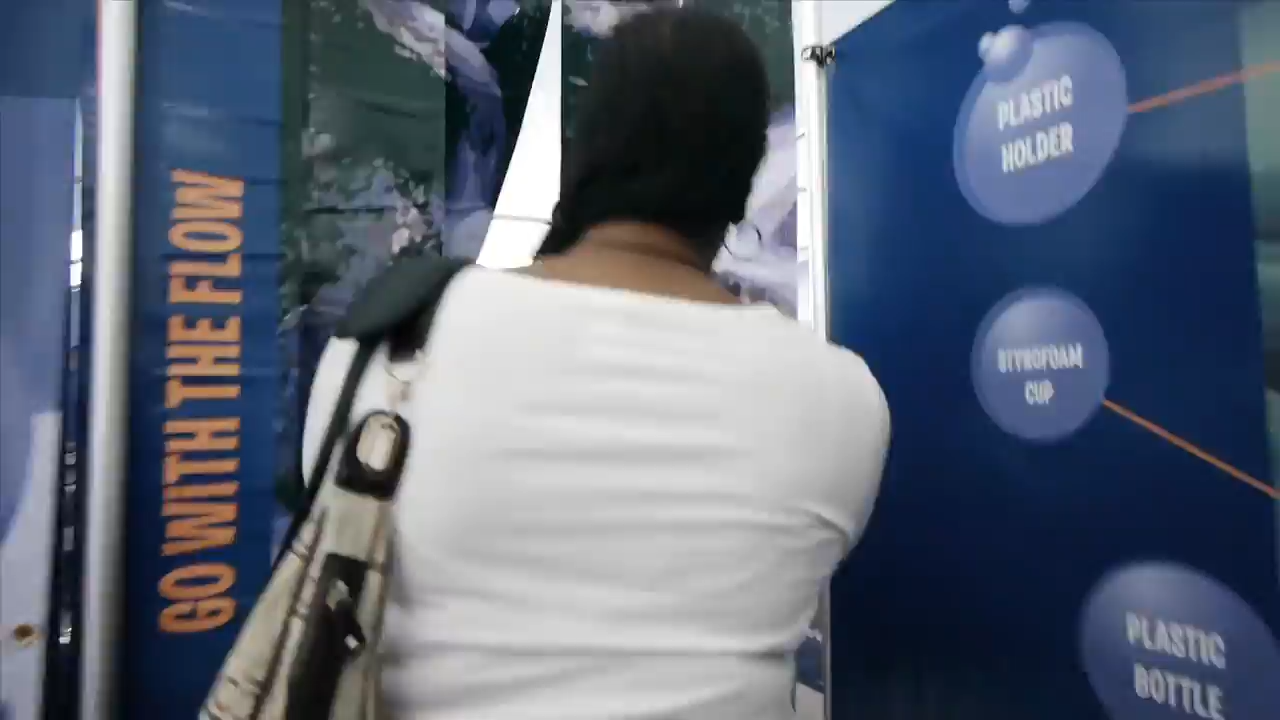 GO WITH THE FLOW
PLASTIC
HOLDER
STYROFOAM
CUP
PLASTIC
BOTTLE